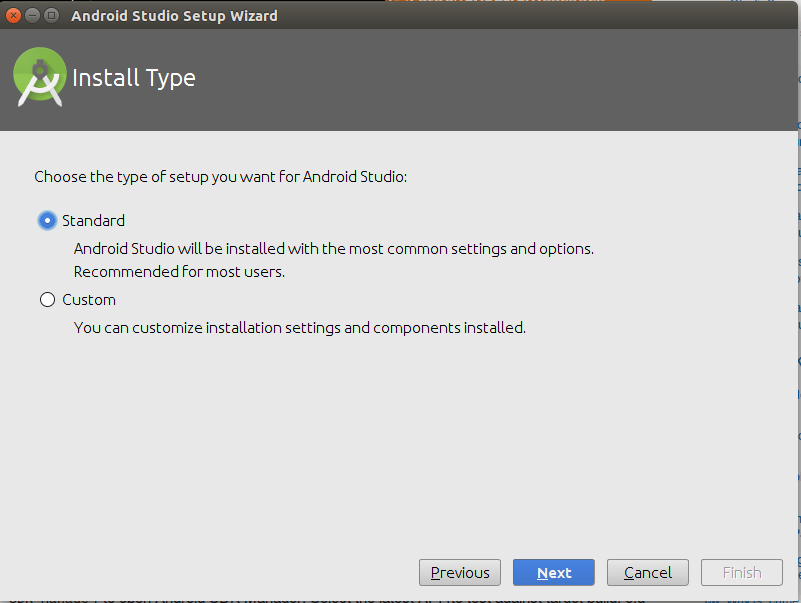 Android Studio Setup Wizard
Install Type
Choose the type of setup you want for Android Studio:
Standard
Android Studio will be installed with the most common settings and options.
Recommended for most users.
Custom
You can customize installation settings and components installed.
Previous
Next
Cancel
Finish